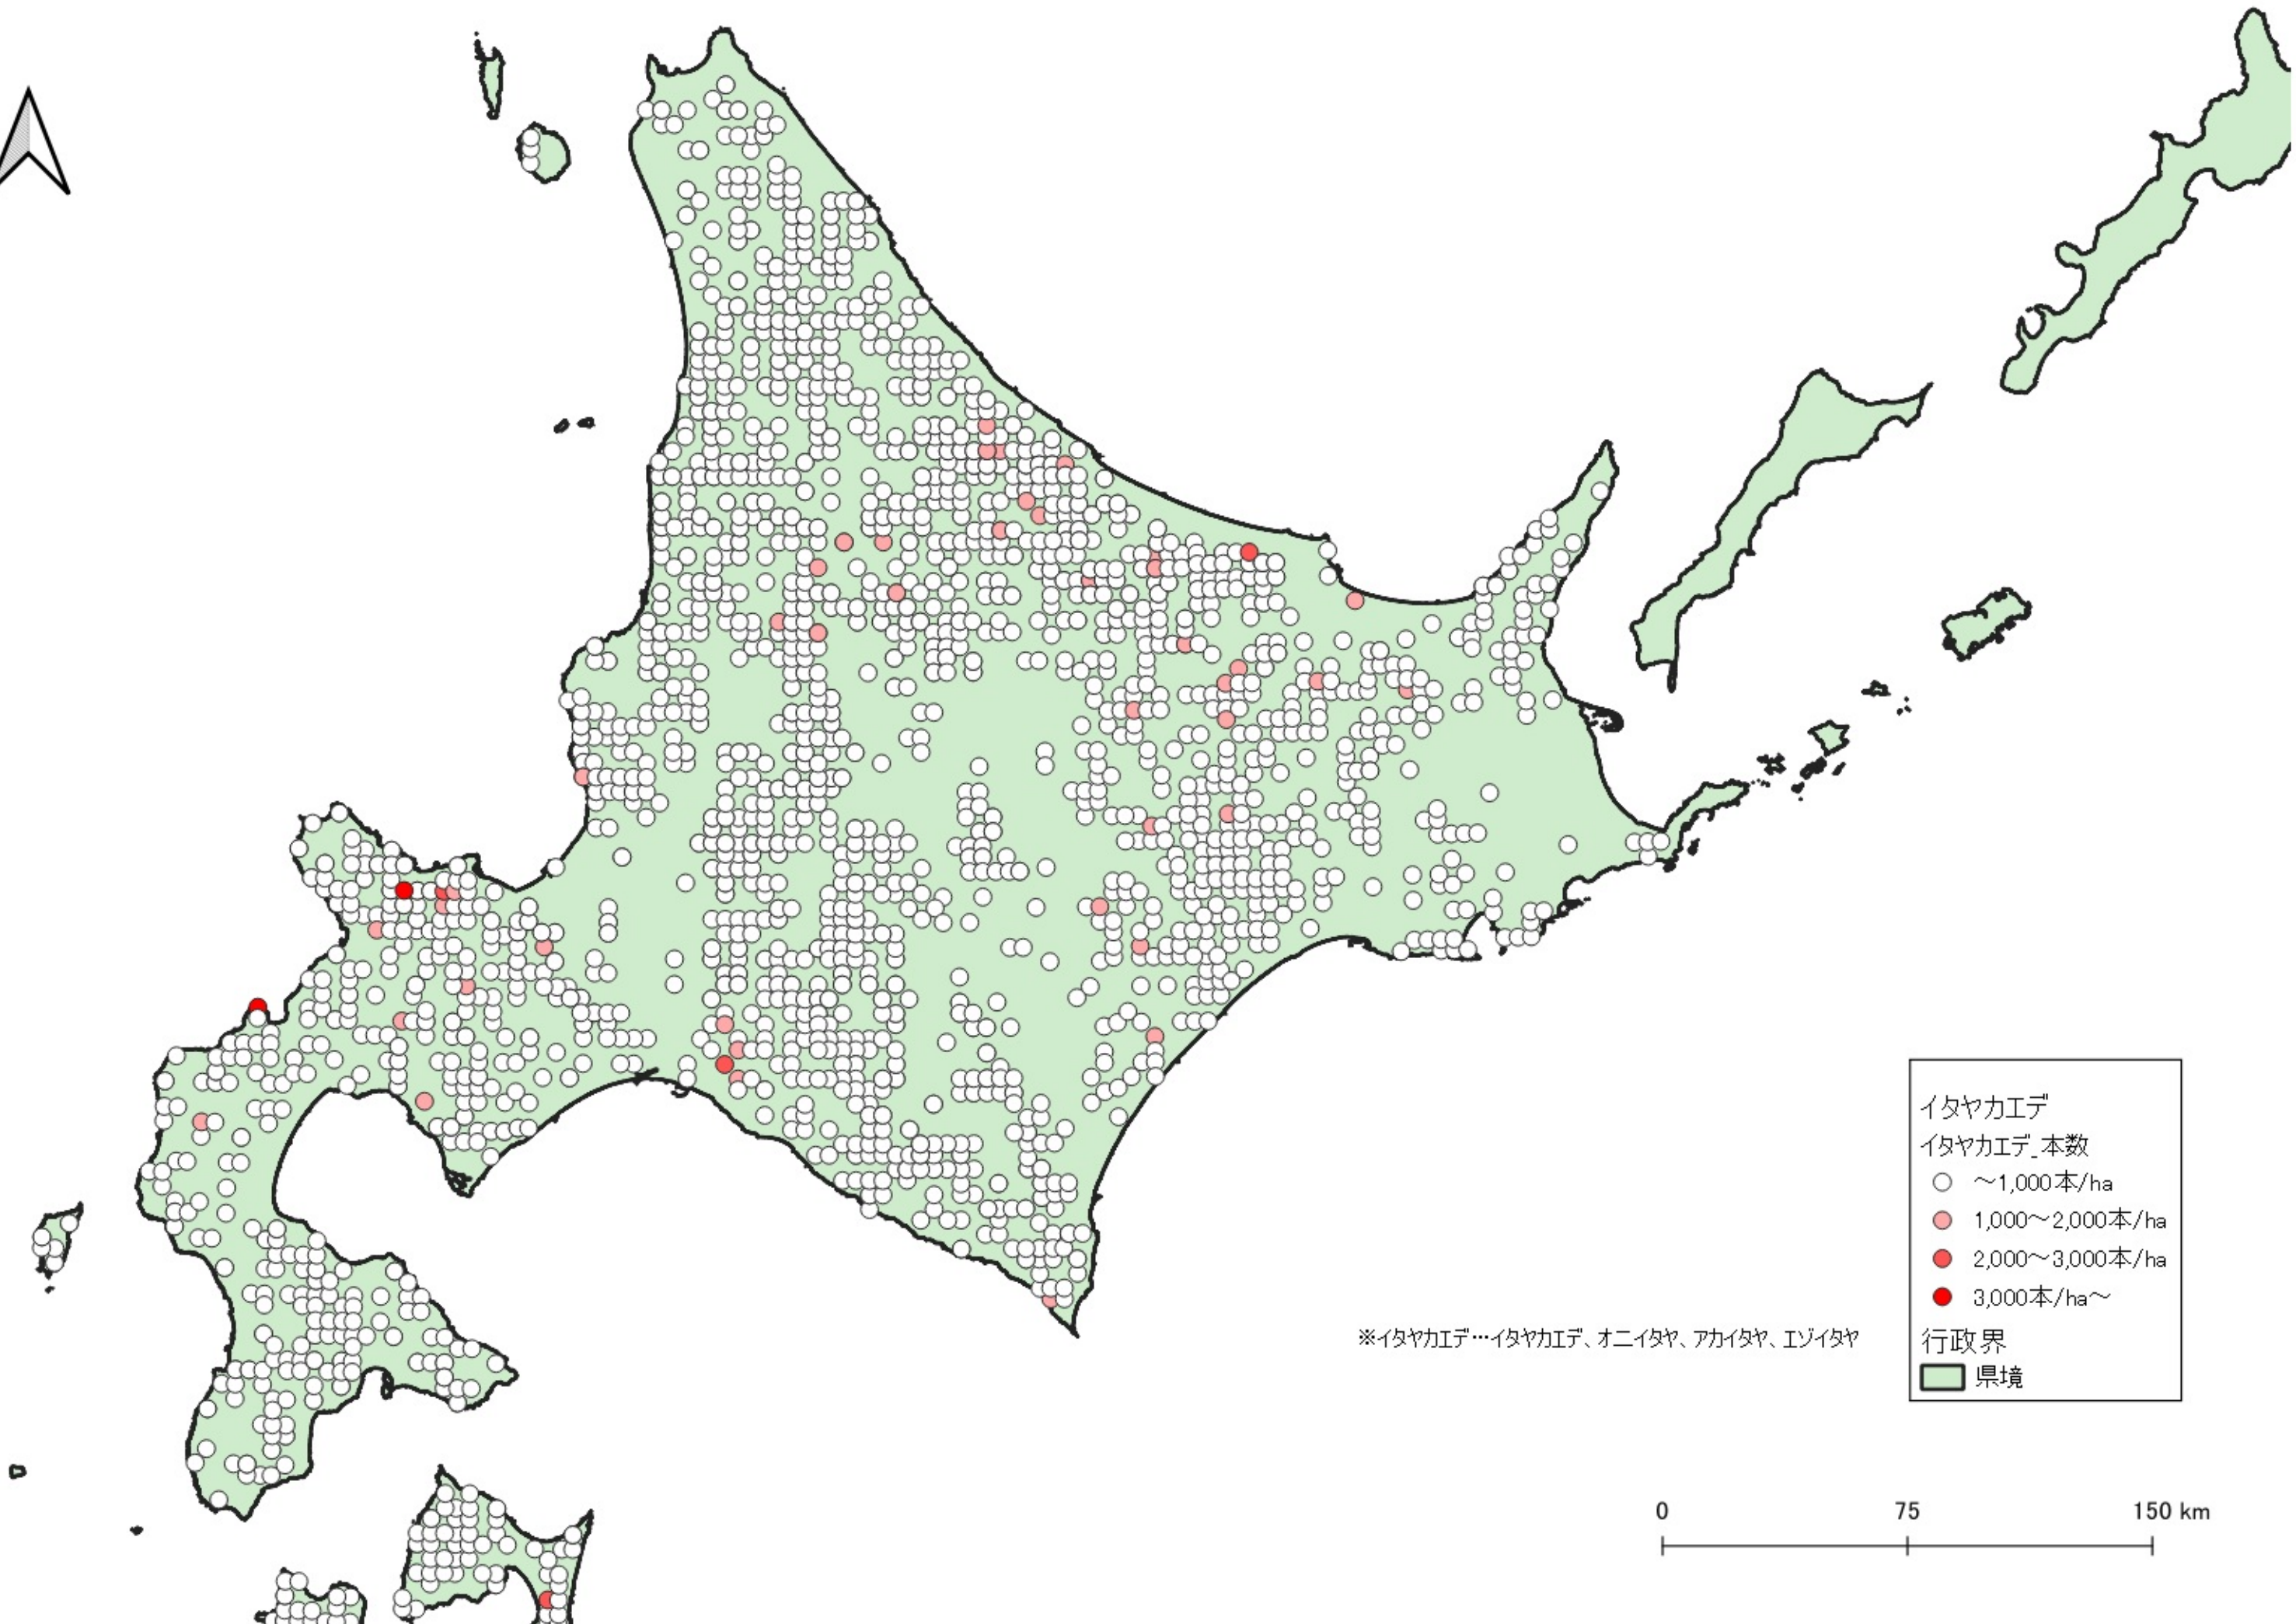 イタヤカエデ
イタヤカエデ_本数
～1,000本/ha
1,000～2,000本/ha
2,000～3,000本/ha
3,000本/ha～
行政界
県境
※イタヤカエデ…イタヤカエデ、オニイタヤ、アカイタヤ、エゾイタヤ
0 75 150 km